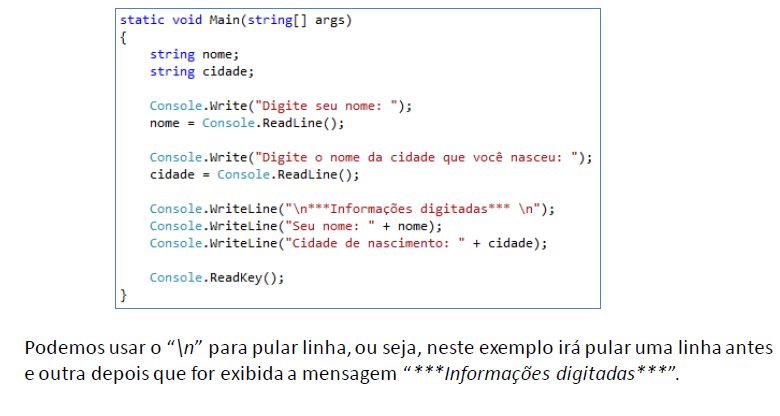 static void Main(string[] args)
{
string nome;
string cidade;
Console.Write("Digite seu nome: ");
nome = Console.ReadLine();
Console.Write("Digite o nome da cidade que você nasceu: ");
cidade = Console.ReadLine();
Console.WriteLine("\n***Informações digitadas*** \n");
Console.WriteLine("Seu nome: " + nome);
Console.WriteLine("Cidade de nascimento: " + cidade);
Console.ReadKey();
}
Podemos usar o “\n” para pular linha, ou seja, neste exemplo irá pular uma linha antes
e outra depois que for exibida a mensagem “***Informações digitadas***”.